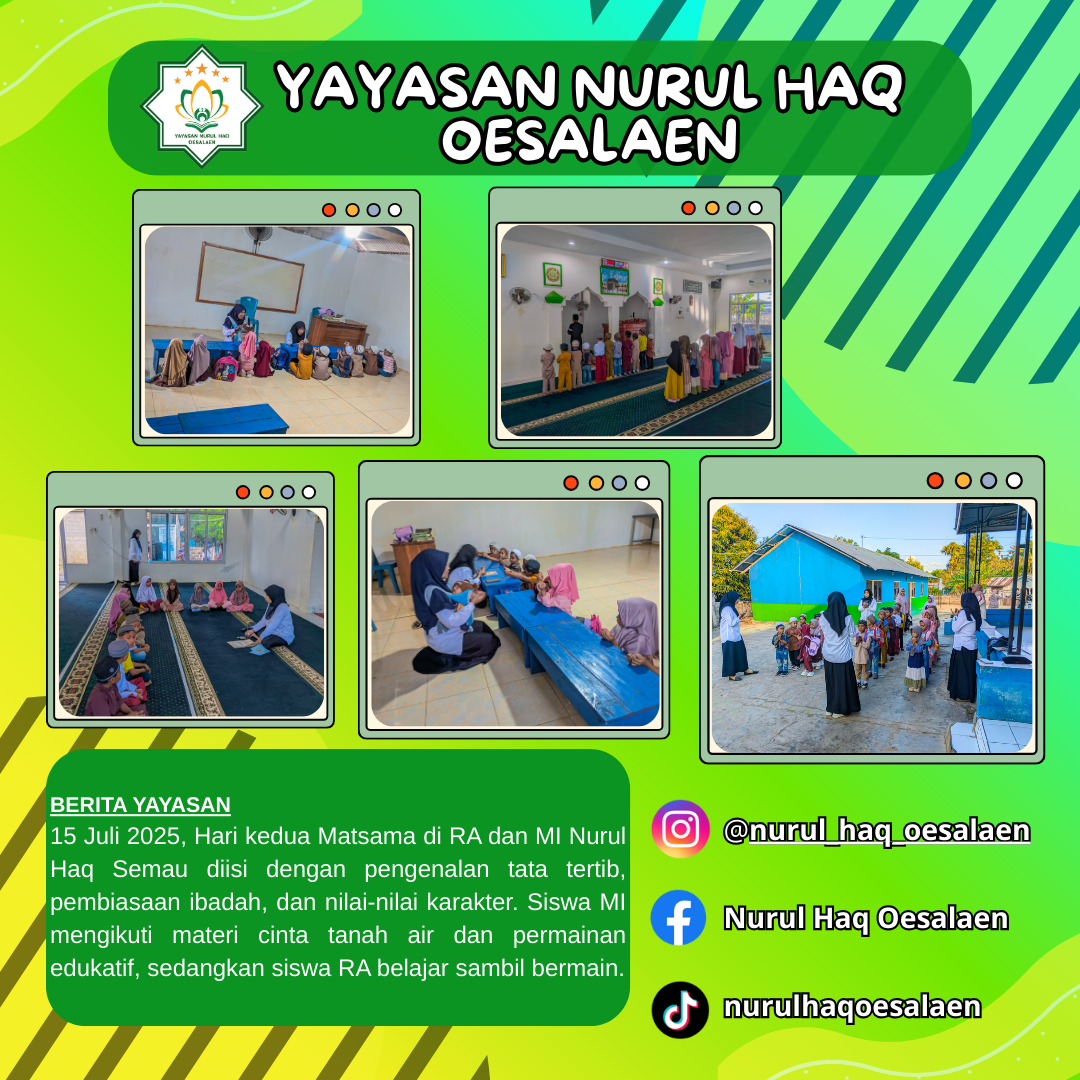 YAYASAN NURUL HAQ
OESALAEN
YAYASAN NURUL HAQ
OESALAEN
BERITA YAYASAN
15 Juli 2025, Hari kedua Matsama di RA dan MI Nurul
Haq Semau diisi dengan pengenalan tata tertib,
pembiasaan ibadah, dan nilai-nilai karakter. Siswa MI
mengikuti materi cinta tanah air dan permainan
edukatif, sedangkan siswa RA belajar sambil bermain.
@nurul_haq_oesalaen
Nurul Haq Oesalaen
nurulhaqoesalaen